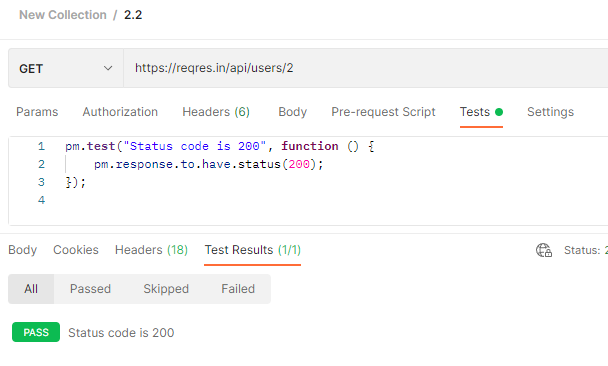 New Collection / 2.2
GET https://reqres.in/api/users/2
Params Authorization Headers (6) Body Pre-request Script Tests Settings
1 pm.test("Status code is 200", function () {
2 pm.response.to.have.status(200);
3 });
4
Body Cookies Headers (18) Test Results (1/1) Status: 2
All Passed Skipped Failed
PASS Status code is 200